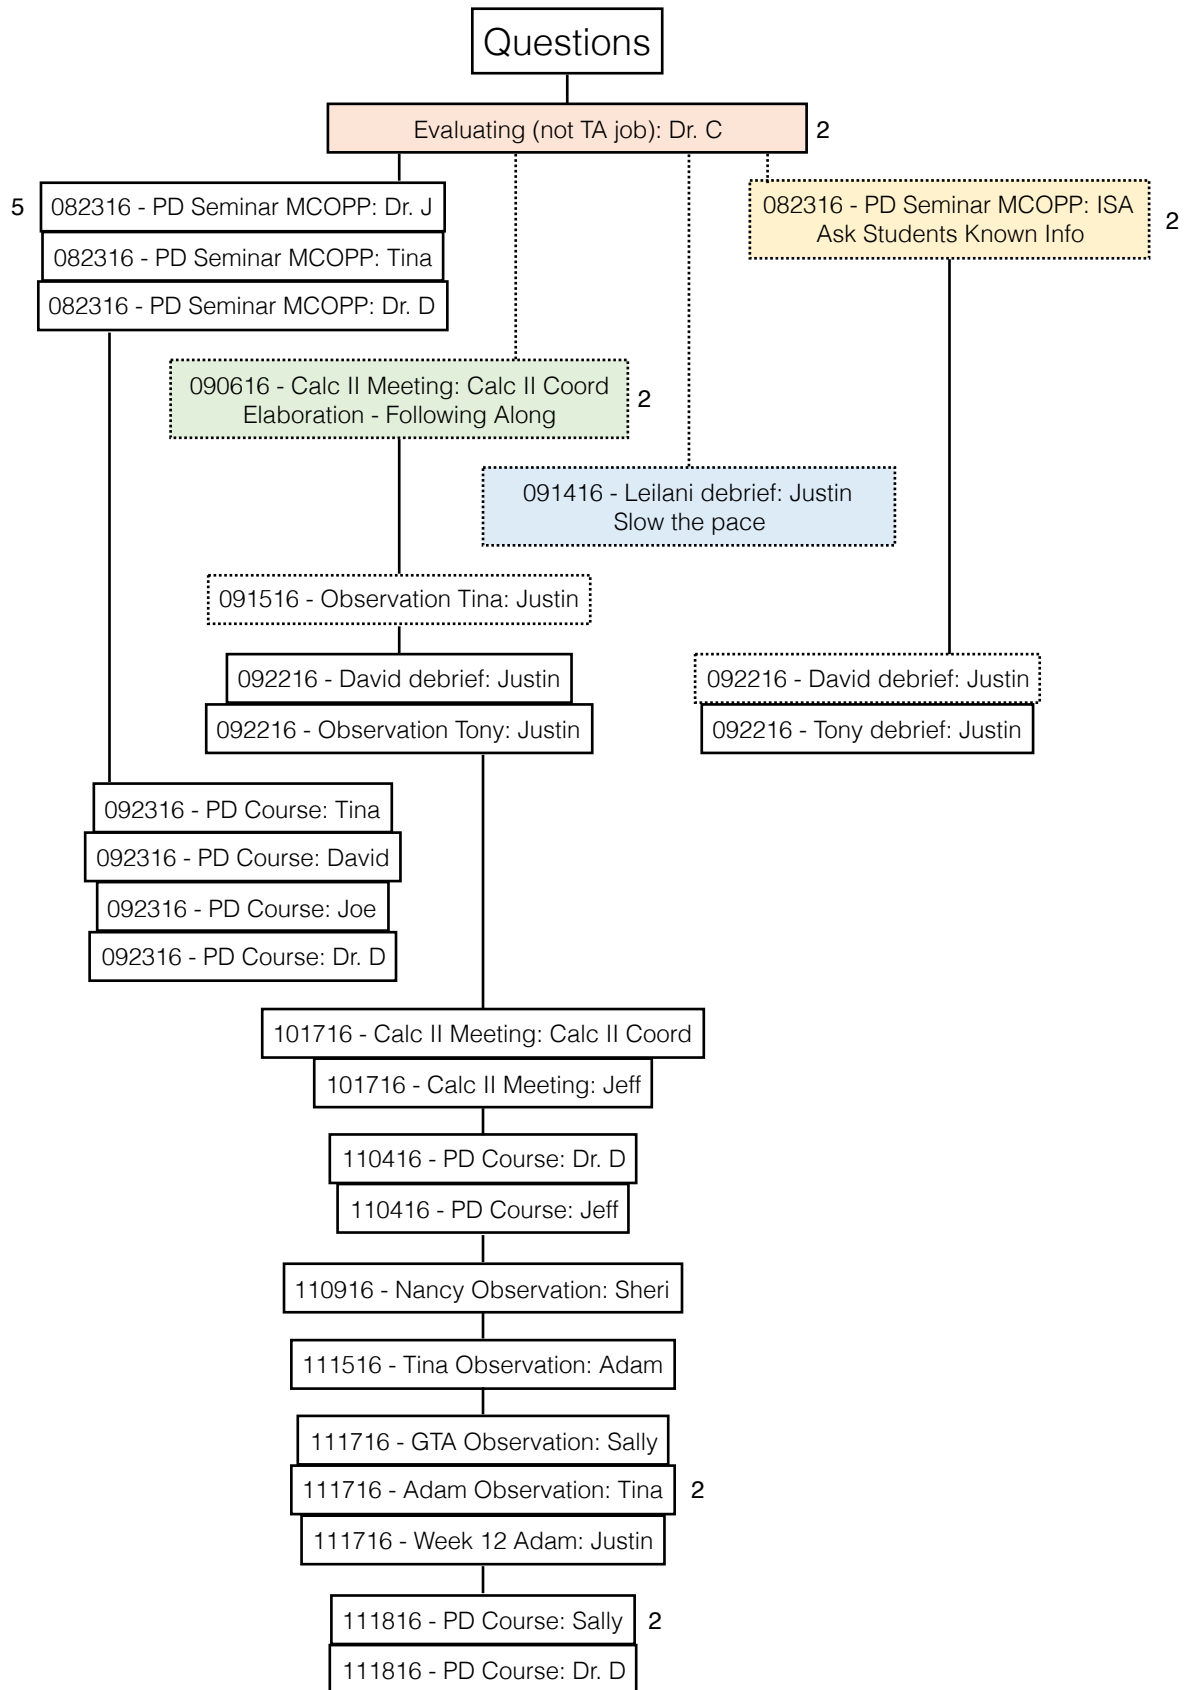 Questions
Evaluating (not TA job): Dr. C
2
5
082316 - PD Seminar MCOPP: Dr. J
082316 - PD Seminar MCOPP: Tina
082316 - PD Seminar MCOPP: Dr. D
082316 - PD Seminar MCOPP: ISA
Ask Students Known Info
2
090616 - Calc II Meeting: Calc II Coord
Elaboration - Following Along
2
091416 - Leilani debrief: Justin
Slow the pace
091516 - Observation Tina: Justin
092216 - David debrief: Justin
092216 - Observation Tony: Justin
092216 - David debrief: Justin
092216 - Tony debrief: Justin
092316 - PD Course: Tina
092316 - PD Course: David
092316 - PD Course: Joe
092316 - PD Course: Dr. D
101716 - Calc II Meeting: Calc II Coord
101716 - Calc II Meeting: Jeff
110416 - PD Course: Dr. D
110416 - PD Course: Jeff
110916 - Nancy Observation: Sheri
111516 - Tina Observation: Adam
111716 - GTA Observation: Sally
111716 - Adam Observation: Tina
2
111716 - Week 12 Adam: Justin
111816 - PD Course: Sally
2
111816 - PD Course: Dr. D